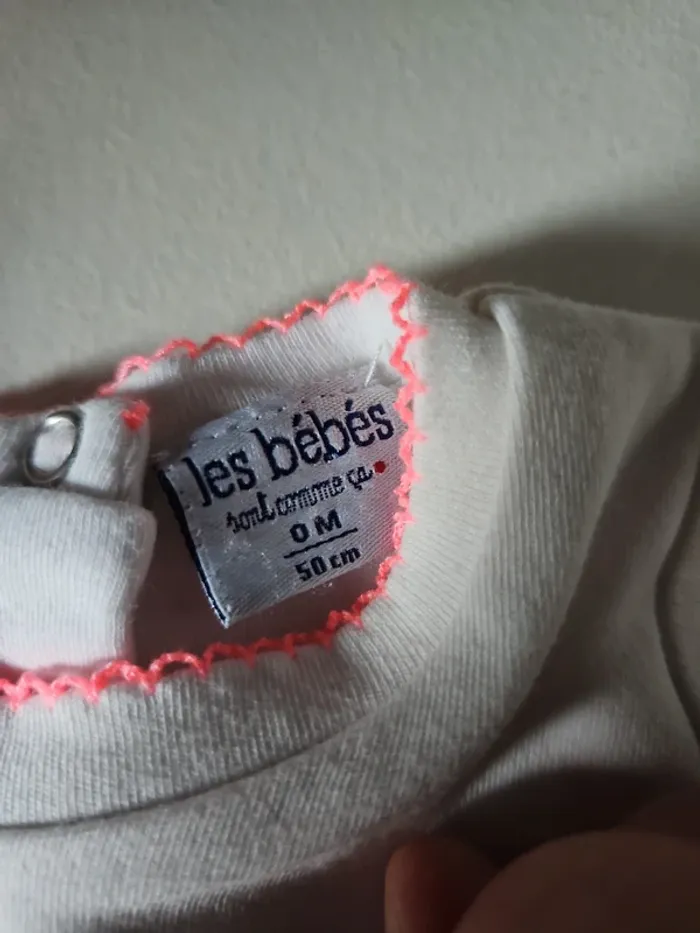 les bébés
sont comme ça
0 M
50 cm